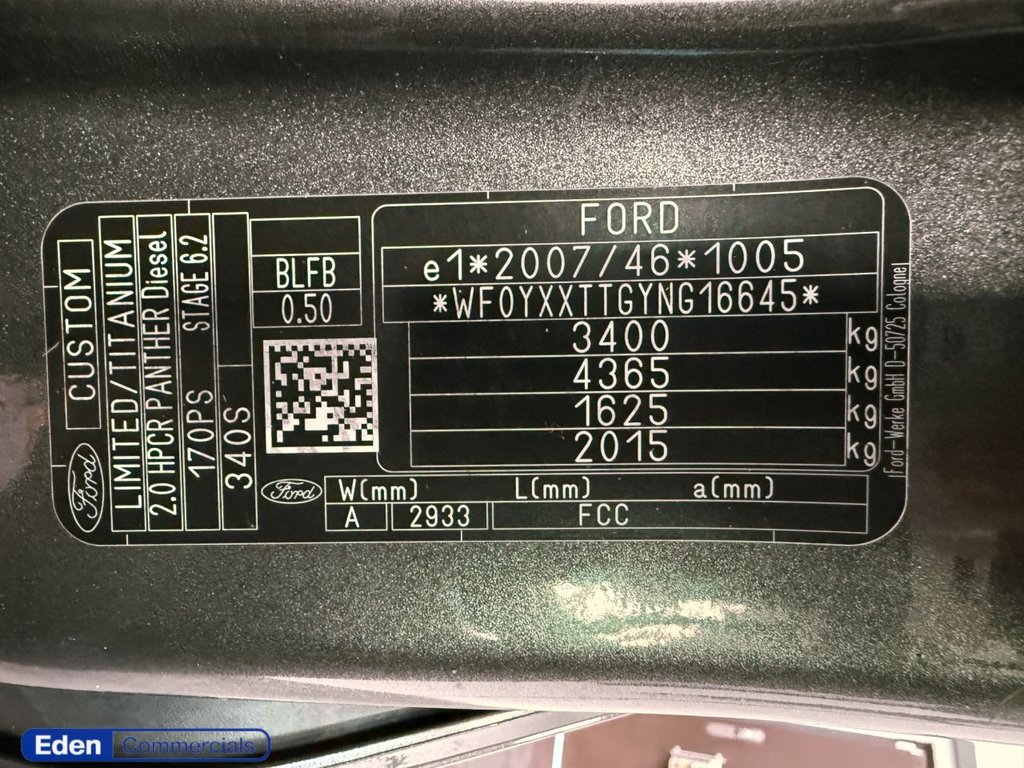 FORD
e1*2007/46*1005
*WF0YXXTTGYNG16645*
3400 kg
4365 kg
1625 kg
2015 kg
Ford-Werke GmbH D-50725 Cologne
BLFB
0.50
Ford
CUSTOM
LIMITED/TITANIUM
2.0 HPCR PANTHER Diesel
170PS STAGE 6.2
340S
Ford
W(mm) L(mm) a(mm)
A 2933 FCC
Eden Commercials